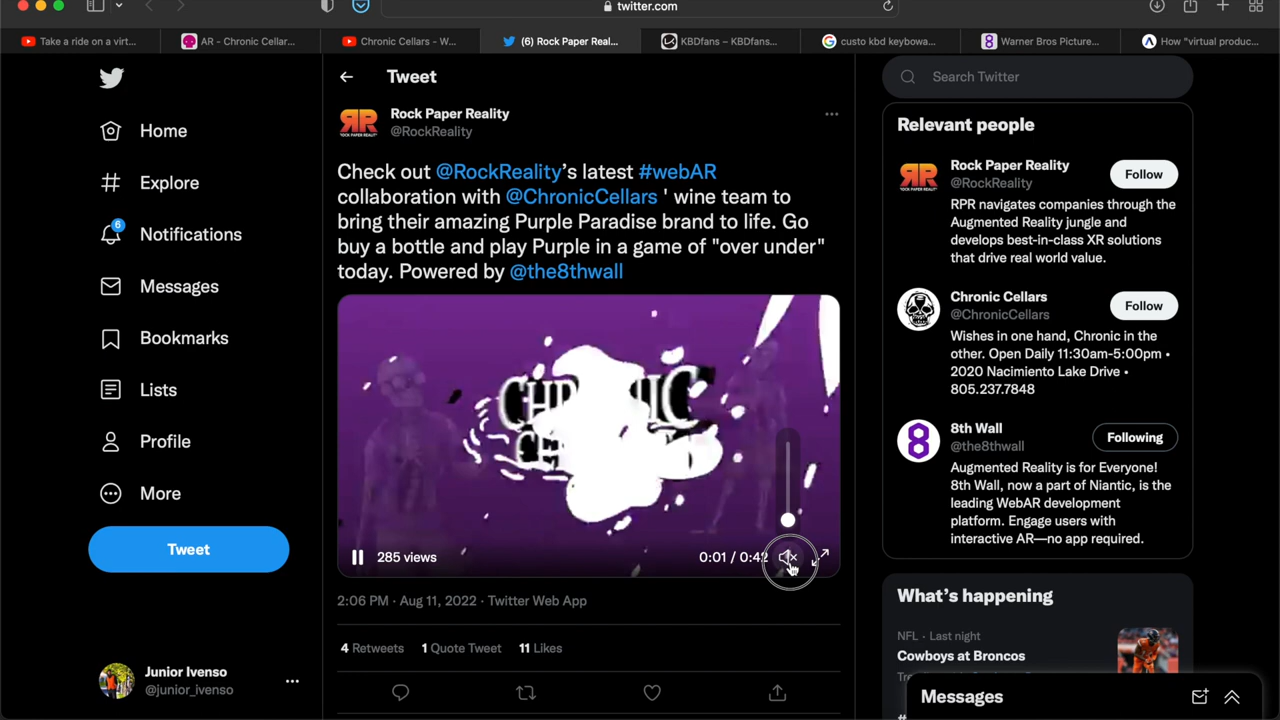 twitter.com
Take a ride on a virt...
AR - Chronic Cellar...
Chronic Cellars - W...
(6) Rock Paper Real...
KBDfans – KBDfans...
custo kbd keybowa...
Warner Bros Picture...
How "virtual produc...
Home
Explore
6
Notifications
Messages
Bookmarks
Lists
Profile
More
Tweet
Junior Ivenso
@junior_ivenso
Tweet
Rock Paper Reality
@RockReality
Check out @RockReality's latest #webAR
collaboration with @ChronicCellars ' wine team to
bring their amazing Purple Paradise brand to life. Go
buy a bottle and play Purple in a game of "over under"
today. Powered by @the8thwall
285 views
0:01 / 0:42
2:06 PM · Aug 11, 2022 · Twitter Web App
4 Retweets 1 Quote Tweet 11 Likes
Search Twitter
Relevant people
Rock Paper Reality
@RockReality
Follow
RPR navigates companies through the
Augmented Reality jungle and
develops best-in-class XR solutions
that drive real world value.
Chronic Cellars
@ChronicCellars
Follow
Wishes in one hand, Chronic in the
other. Open Daily 11:30am-5:00pm •
2020 Nacimiento Lake Drive •
805.237.7848
8th Wall
@the8thwall
Following
Augmented Reality is for Everyone!
8th Wall, now a part of Niantic, is the
leading WebAR development
platform. Engage users with
interactive AR—no app required.
What's happening
NFL · Last night
Cowboys at Broncos
Messages